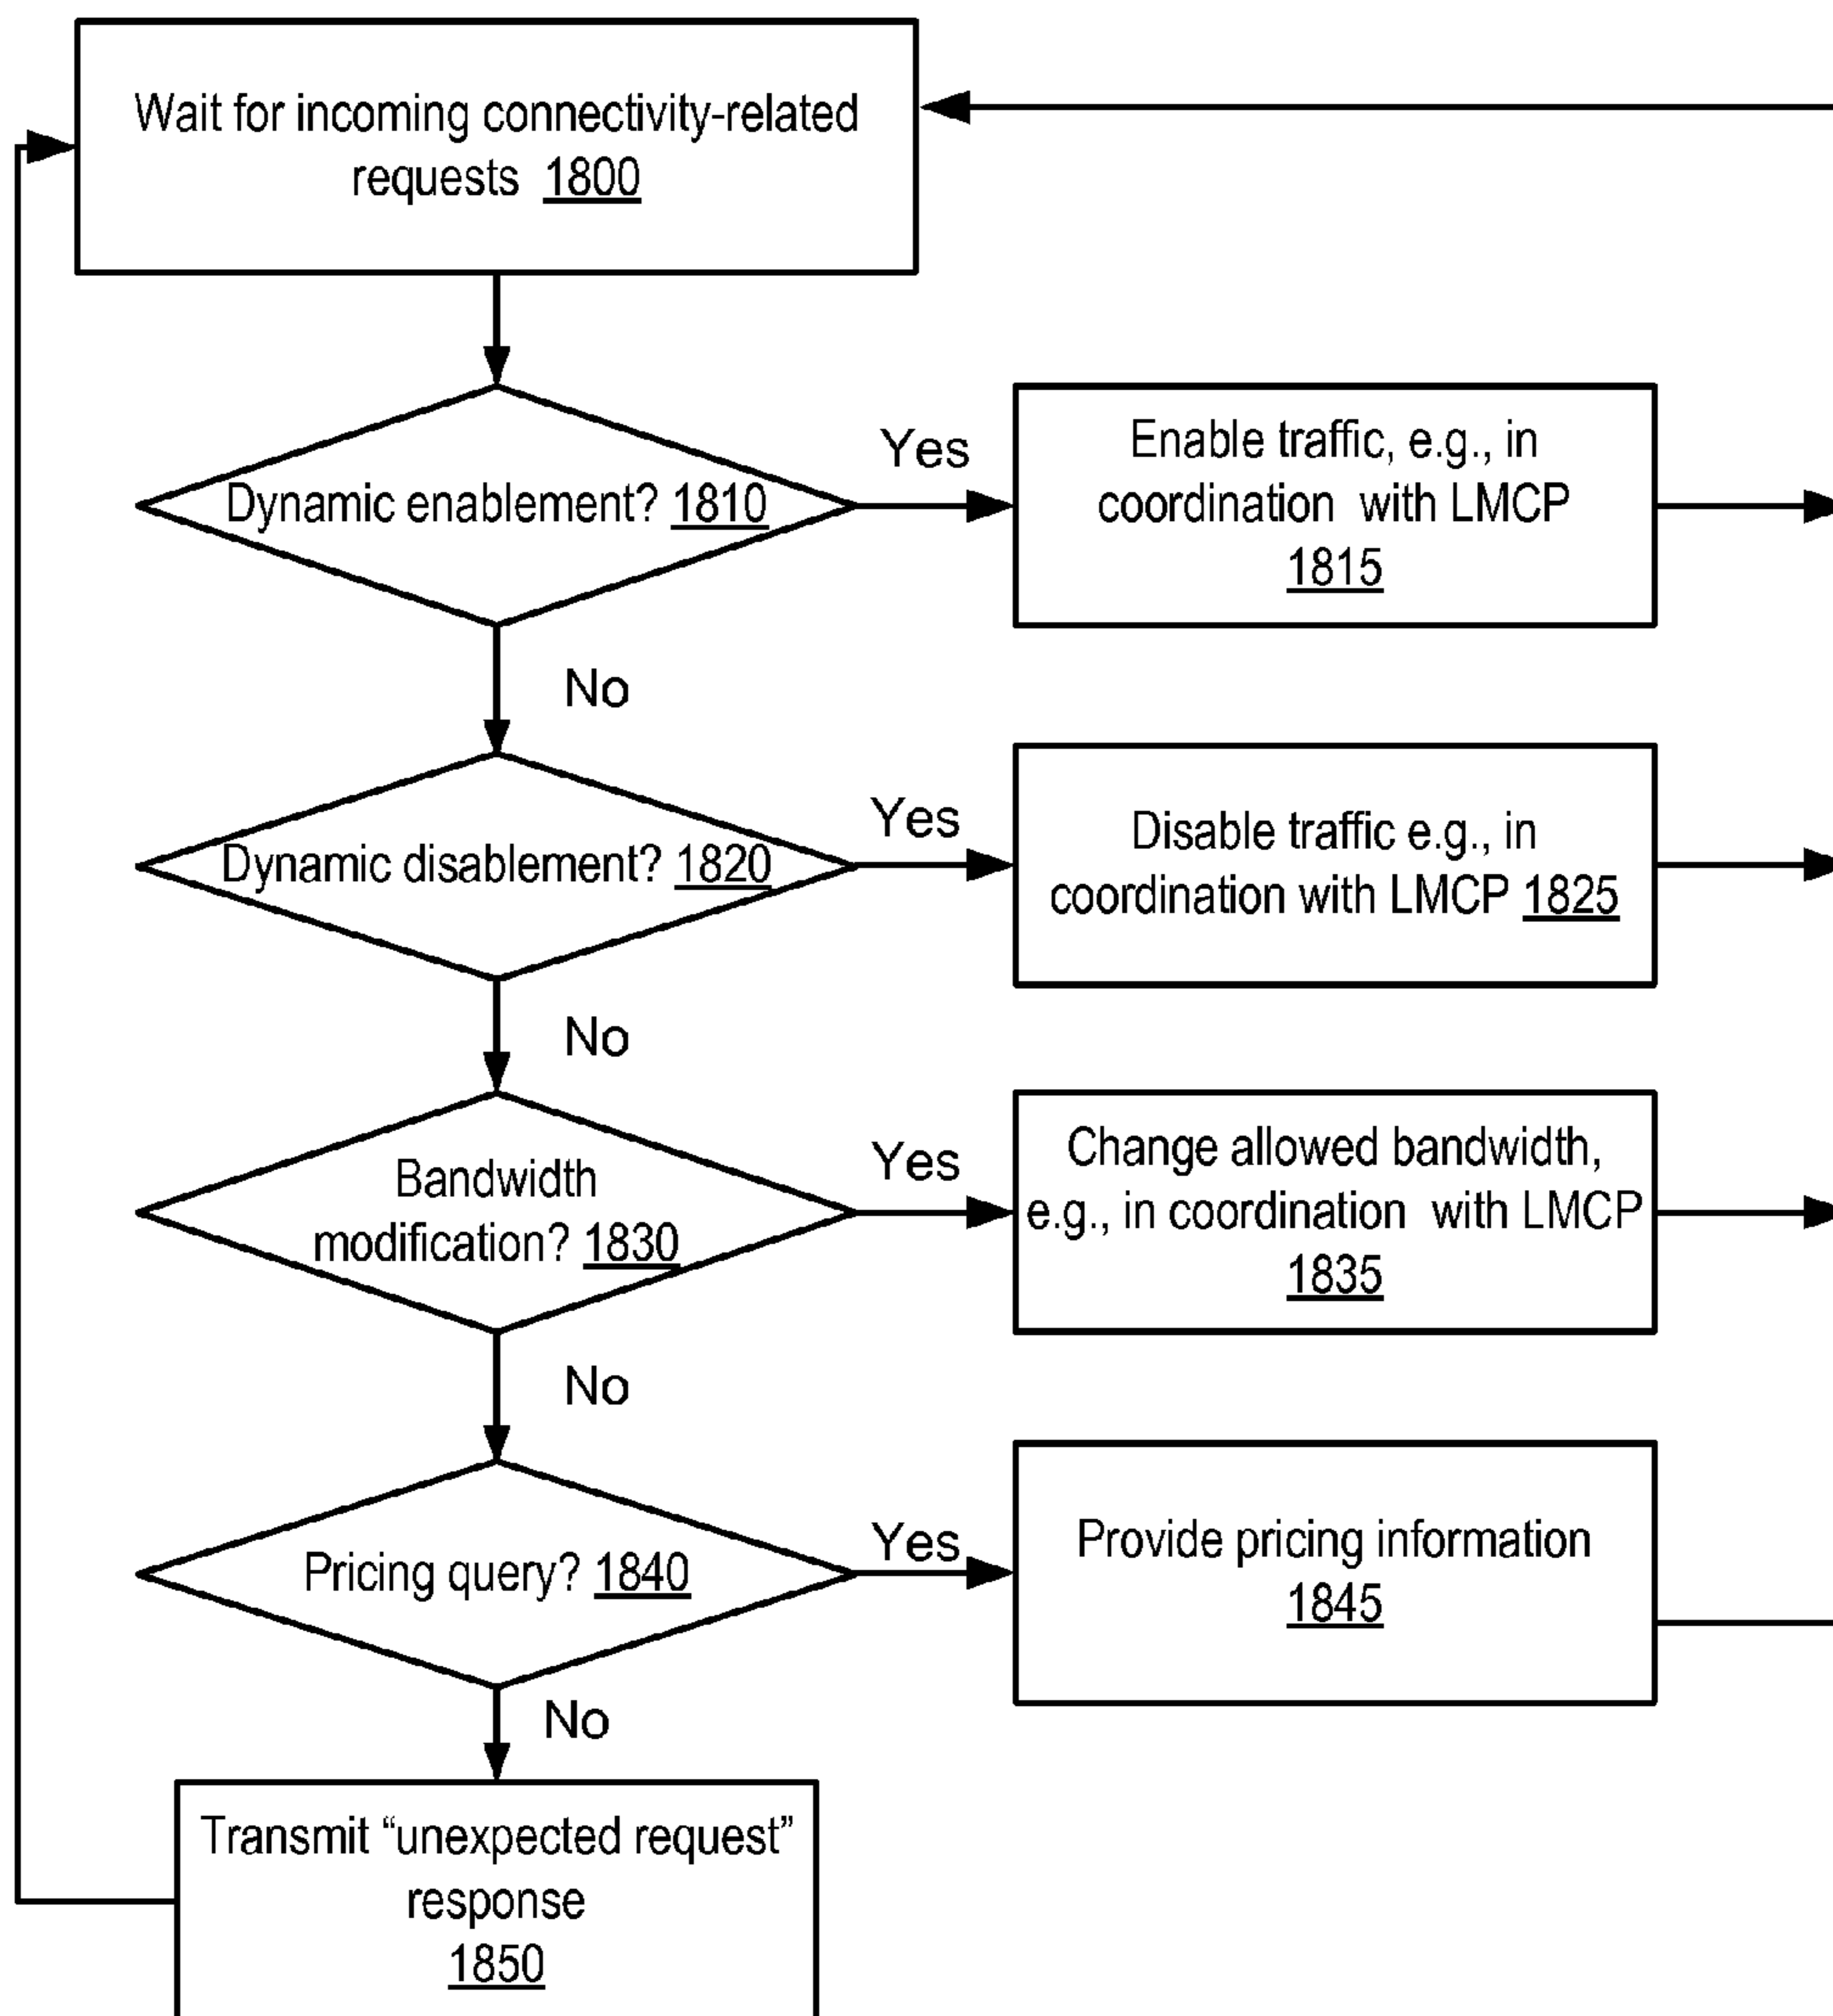 Wait for incoming connectivity-related
requests 1800
Dynamic enablement? 1810
Yes
Enable traffic, e.g., in
coordination with LMCP
1815
No
Dynamic disablement? 1820
Yes
Disable traffic e.g., in
coordination with LMCP 1825
No
Bandwidth
modification? 1830
Yes
Change allowed bandwidth,
e.g., in coordination with LMCP
1835
No
Pricing query? 1840
Yes
Provide pricing information
1845
No
Transmit “unexpected request”
response
1850